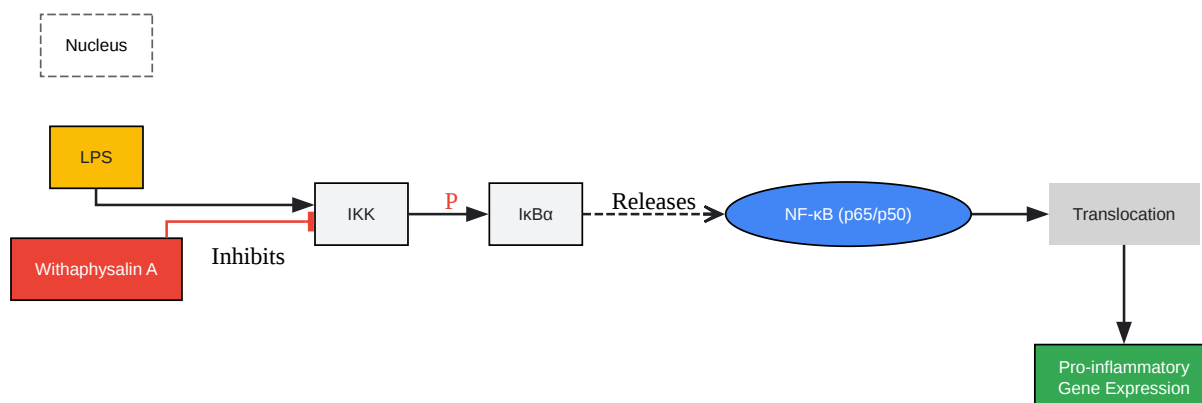 Nucleus
LPS
Withaphysalin A
Inhibits
IKK
P
IκBα
Releases
NF-κB (p65/p50)
Translocation
Pro-inflammatory
Gene Expression